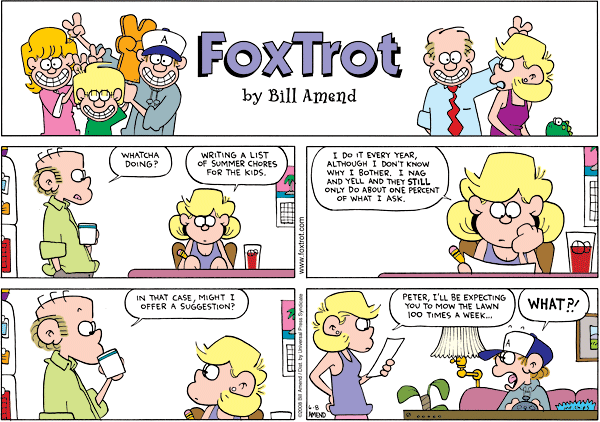 FoxTrot
by Bill Amend
A
WHATCHA
DOING?
WRITING A LIST
OF SUMMER CHORES
FOR THE KIDS.
www.foxtrot.com
I DO IT EVERY YEAR,
ALTHOUGH I DON'T KNOW
WHY I BOTHER. I NAG
AND YELL AND THEY STILL
ONLY DO ABOUT ONE PERCENT
OF WHAT I ASK.
IN THAT CASE, MIGHT I
OFFER A SUGGESTION?
©2008 Bill Amend / Dist. by Universal Press Syndicate
PETER, I'LL BE EXPECTING
YOU TO MOW THE LAWN
100 TIMES A WEEK...
WHAT?!
A
6-8
AMEND